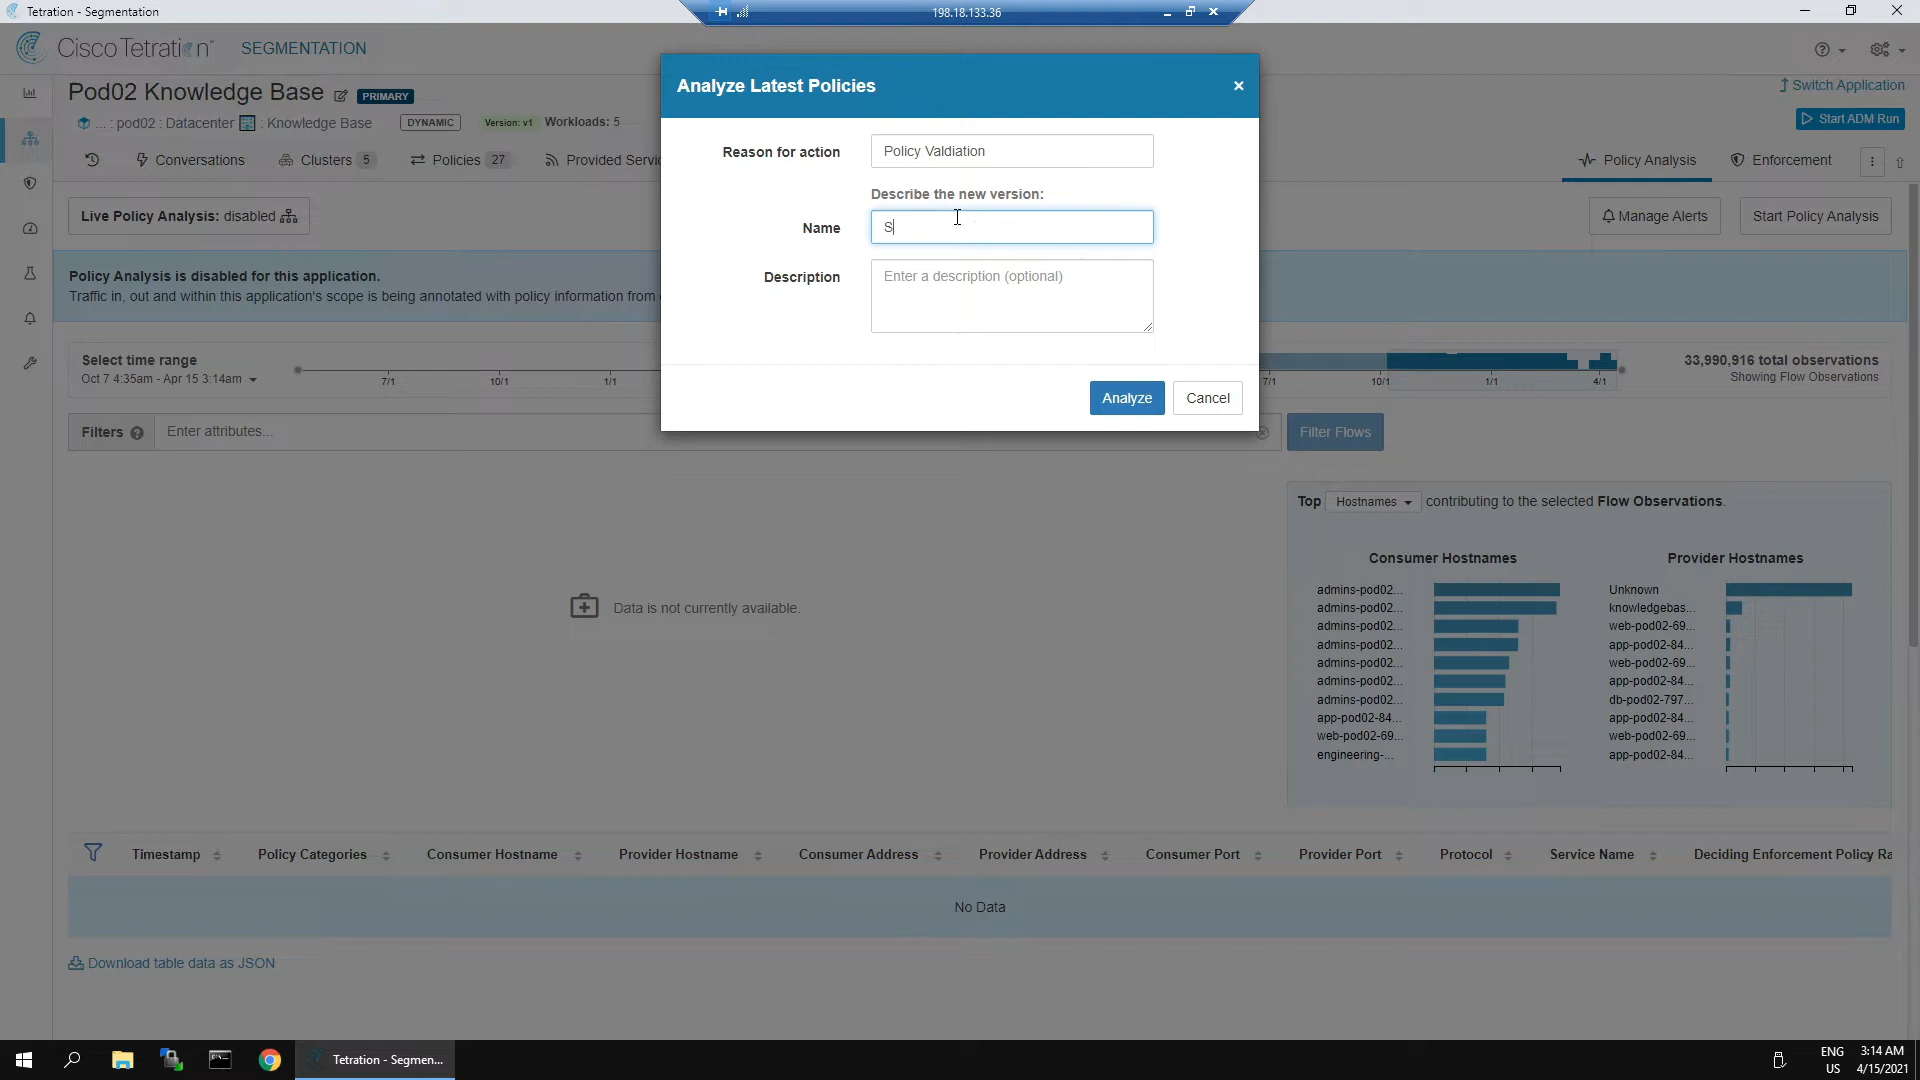 Tetration - Segmentation
198.18.133.36
Cisco Tetration™ SEGMENTATION
Pod02 Knowledge Base PRIMARY
Switch Application
... : pod02 : Datacenter : Knowledge Base DYNAMIC Version: v1 Workloads: 5
Start ADM Run
Conversations Clusters 5 Policies 27 Provided Servic
Policy Analysis Enforcement
Live Policy Analysis: disabled
Manage Alerts Start Policy Analysis
Policy Analysis is disabled for this application.
Traffic in, out and within this application's scope is being annotated with policy information from
Analyze Latest Policies ×
Reason for action Policy Valdiation
Describe the new version:
Name S
Description Enter a description (optional)
Analyze Cancel
Select time range
Oct 7 4:35am - Apr 15 3:14am
7/1 10/1 1/1 7/1 10/1 1/1 4/1
33,990,916 total observations
Showing Flow Observations
Filters Enter attributes...
Filter Flows
Data is not currently available.
Top Hostnames contributing to the selected Flow Observations.
Consumer Hostnames
admins-pod02...
admins-pod02...
admins-pod02...
admins-pod02...
admins-pod02...
admins-pod02...
admins-pod02...
app-pod02-84...
web-pod02-69...
engineering-...
Provider Hostnames
Unknown
knowledgebas...
web-pod02-69...
app-pod02-84...
web-pod02-69...
app-pod02-84...
db-pod02-797...
app-pod02-84...
web-pod02-69...
app-pod02-84...
Timestamp Policy Categories Consumer Hostname Provider Hostname Consumer Address Provider Address Consumer Port Provider Port Protocol Service Name Deciding Enforcement Policy Ra
No Data
Download table data as JSON
Tetration - Segmen...
ENG
US
3:14 AM
4/15/2021